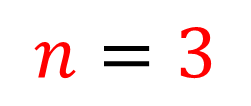 n = 3